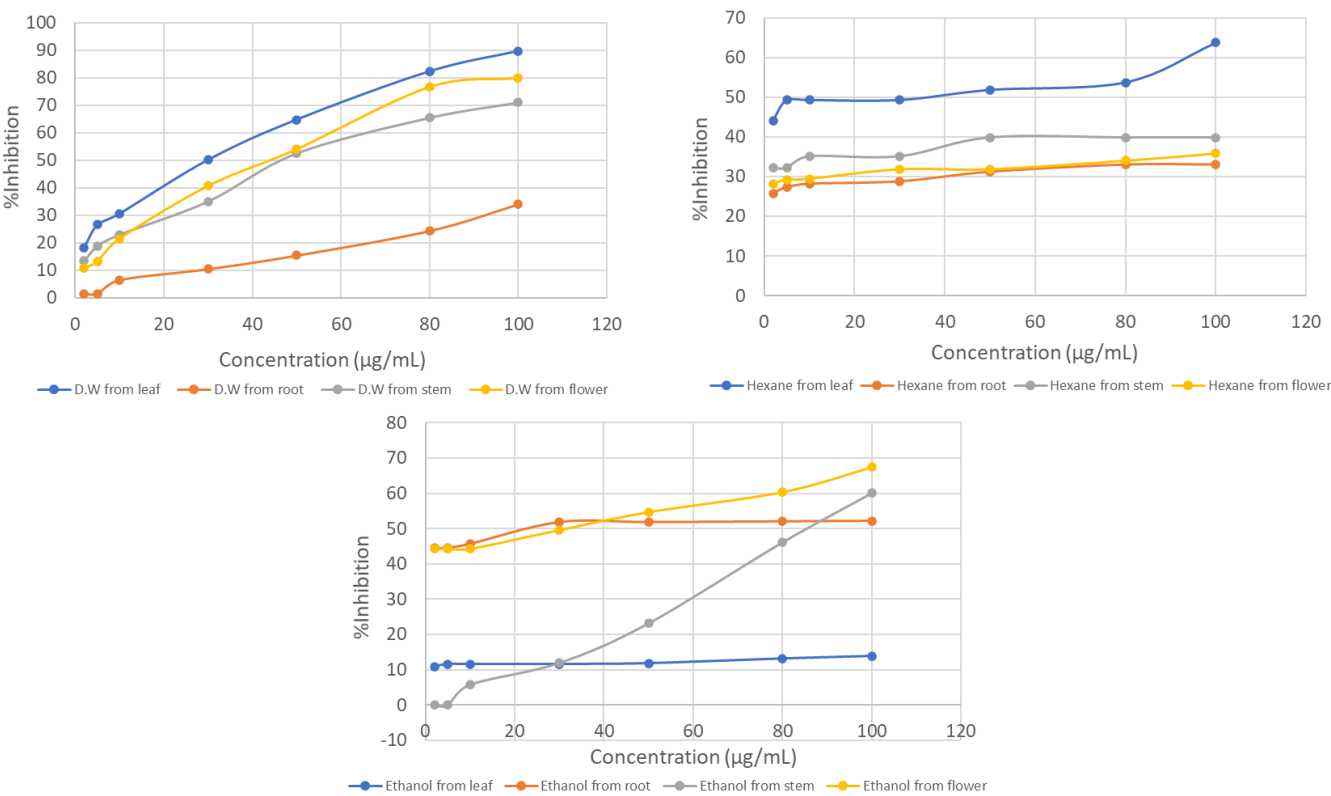 100
90
80
70
60
50
40
30
20
10
0
%Inhibition
0 20 40 60 80 100 120
Concentration (µg/mL)
D.W from leaf D.W from root D.W from stem D.W from flower
70
60
50
40
30
20
10
0
%Inhibition
0 20 40 60 80 100 120
Concentration (µg/mL)
Hexane from leaf Hexane from root Hexane from stem Hexane from flower
80
70
60
50
40
30
20
10
0
-10
%Inhibition
0 20 40 60 80 100 120
Concentration (µg/mL)
Ethanol from leaf Ethanol from root Ethanol from stem Ethanol from flower